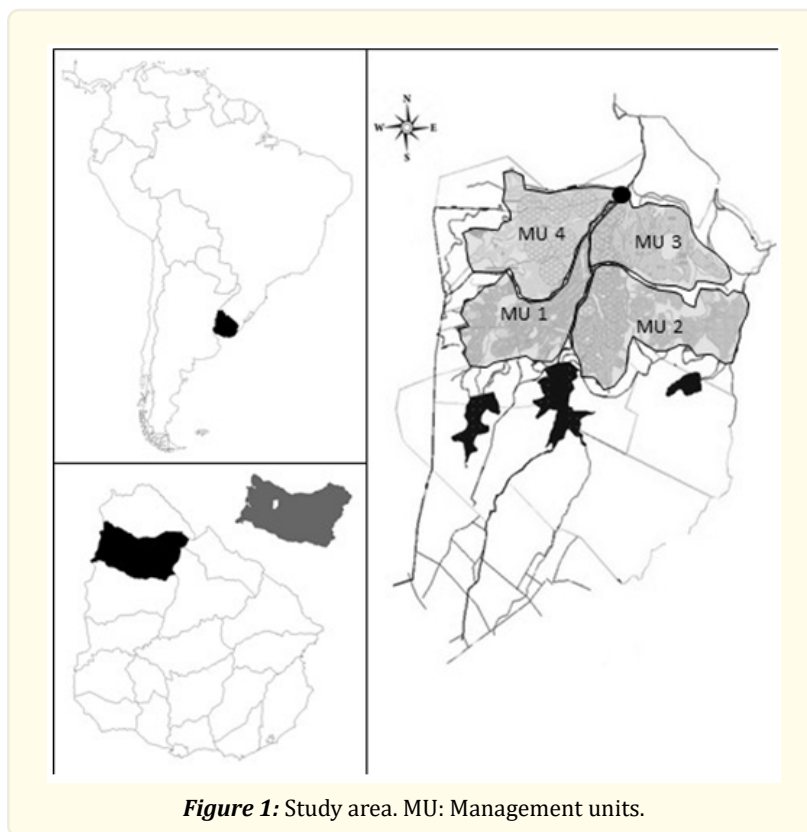 N
W E
S
MU 4
MU 3
MU 1
MU 2
Figure 1: Study area. MU: Management units.